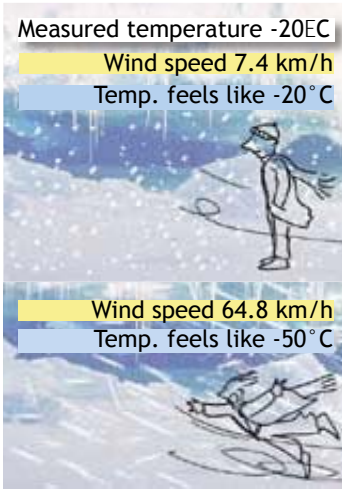 Measured temperature -20EC
Wind speed 7.4 km/h
Temp. feels like -20°C
Wind speed 64.8 km/h
Temp. feels like -50°C